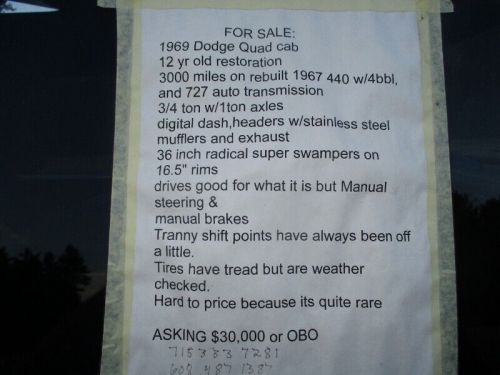 FOR SALE:
1969 Dodge Quad cab
12 yr old restoration
3000 miles on rebuilt 1967 440 w/4bbl,
and 727 auto transmission
3/4 ton w/1ton axles
digital dash,headers w/stainless steel
mufflers and exhaust
36 inch radical super swampers on
16.5" rims
drives good for what it is but Manual
steering &
manual brakes
Tranny shift points have always been off
a little.
Tires have tread but are weather
checked.
Hard to price because its quite rare
ASKING $30,000 or OBO
715 333 7281
608 487 1387